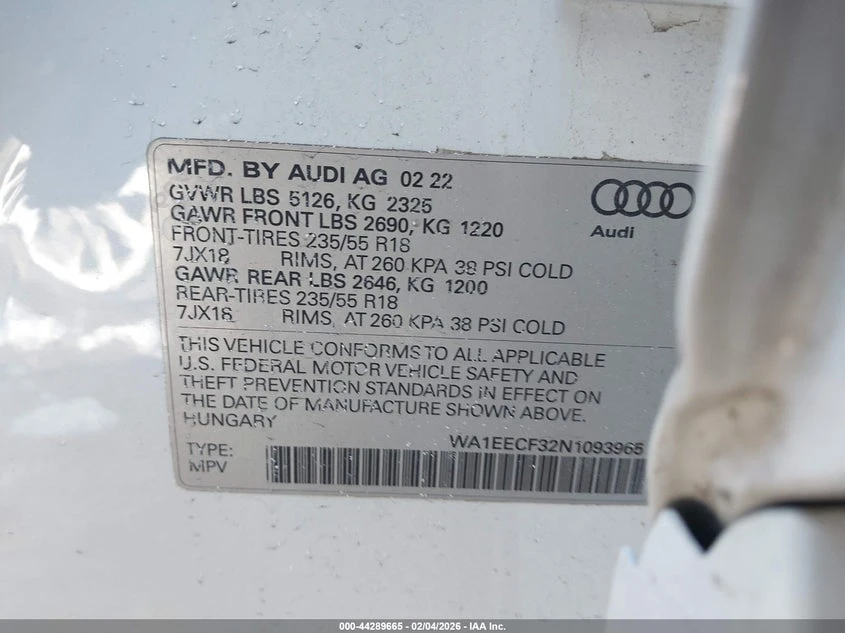 MFD. BY AUDI AG 02 22
GVWR LBS 5126, KG 2325
GAWR FRONT LBS 2690, KG 1220
FRONT-TIRES 235/55 R18
7JX18 RIMS, AT 260 KPA 38 PSI COLD
GAWR REAR LBS 2646, KG 1200
REAR-TIRES 235/55 R18
7JX18 RIMS, AT 260 KPA 38 PSI COLD
Audi
THIS VEHICLE CONFORMS TO ALL APPLICABLE
U.S. FEDERAL MOTOR VEHICLE SAFETY AND
THEFT PREVENTION STANDARDS IN EFFECT ON
THE DATE OF MANUFACTURE SHOWN ABOVE.
HUNGARY
WA1EECF32N1093965
TYPE:
MPV
000-44289665 - 02/04/2026 - IAA Inc.